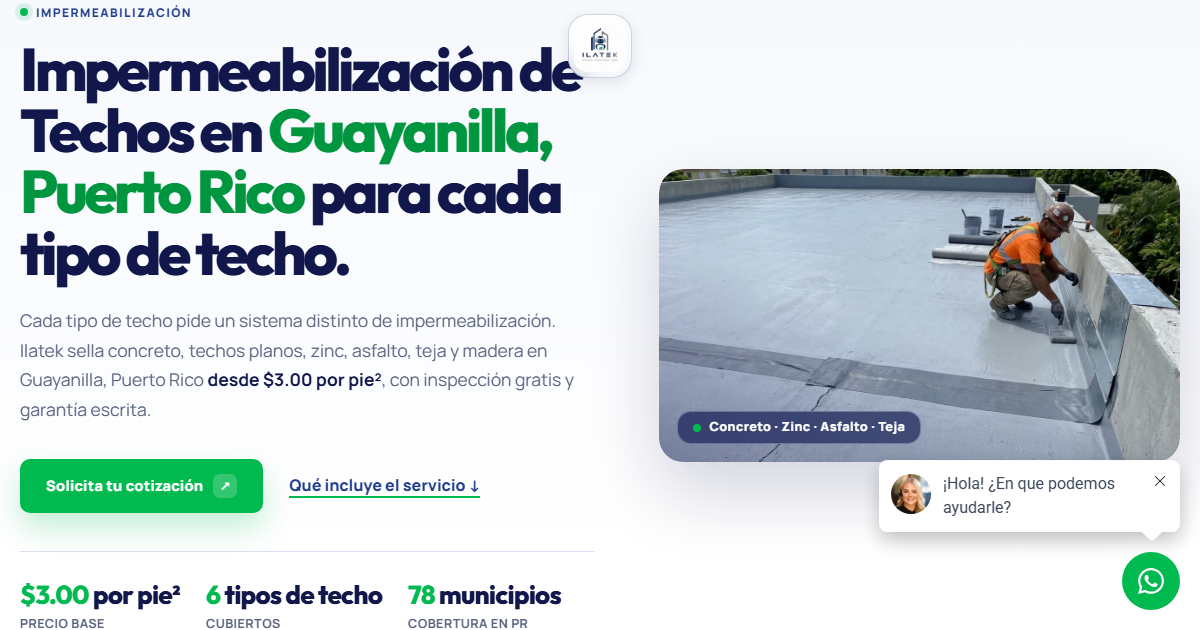 IMPERMEABILIZACIÓN
ILATEK
Impermeabilización de
Techos en Guayanilla,
Puerto Rico para cada
tipo de techo.
Cada tipo de techo pide un sistema distinto de impermeabilización.
Ilatek sella concreto, techos planos, zinc, asfalto, teja y madera en
Guayanilla, Puerto Rico desde $3.00 por pie², con inspección gratis y
garantía escrita.
Solicita tu cotización ↗
Qué incluye el servicio ↓
Concreto · Zinc · Asfalto · Teja
¡Hola! ¿En que podemos
ayudarle?
$3.00 por pie²
PRECIO BASE
6 tipos de techo
CUBIERTOS
78 municipios
COBERTURA EN PR